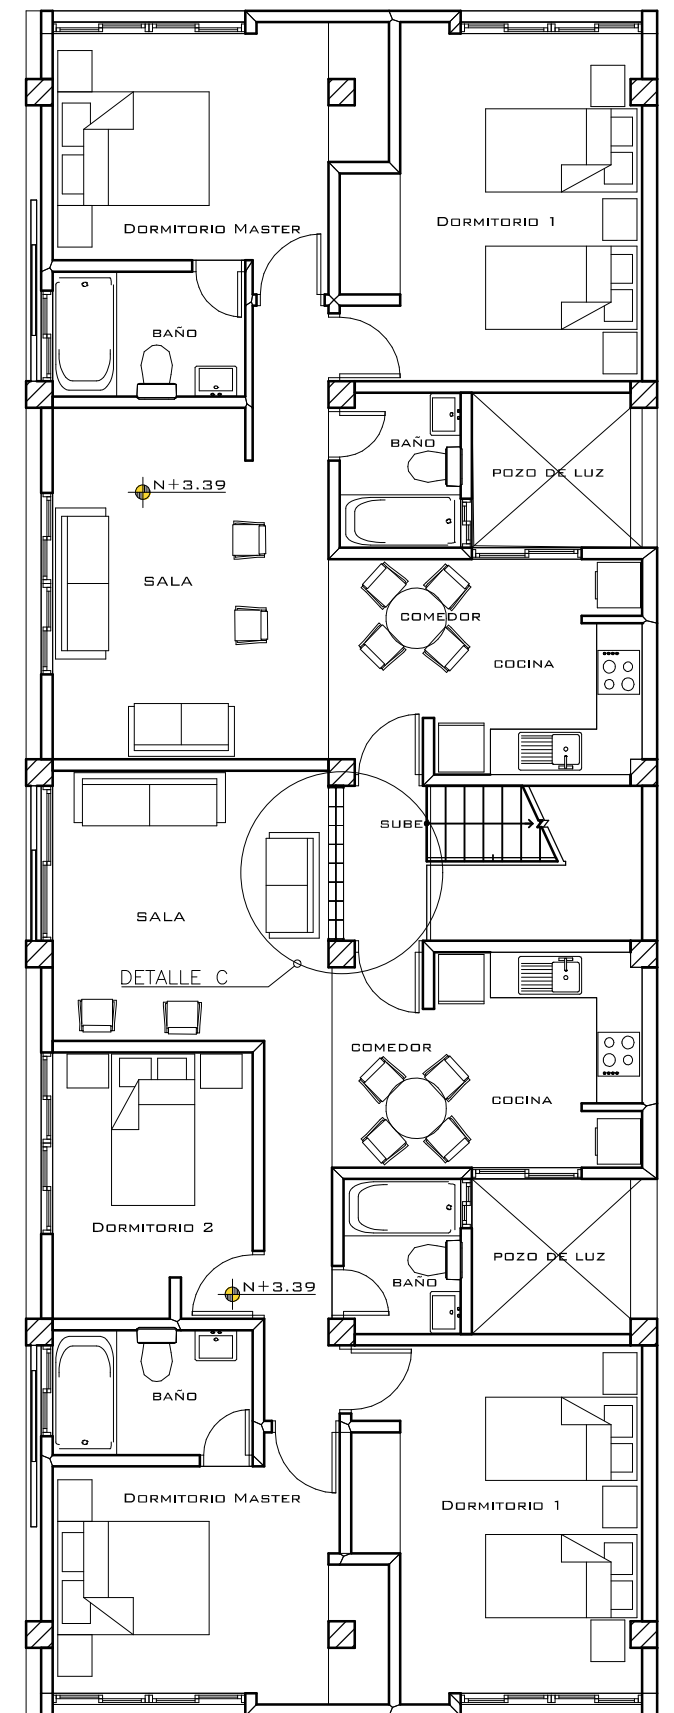 DORMITORIO MASTER
DORMITORIO 1
BAÑO
BAÑO
POZO DE LUZ
N+3.39
SALA
COMEDOR
COCINA
SUBE
SALA
DETALLE C
COMEDOR
COCINA
DORMITORIO 2
POZO DE LUZ
BAÑO
N+3.39
BAÑO
DORMITORIO MASTER
DORMITORIO 1